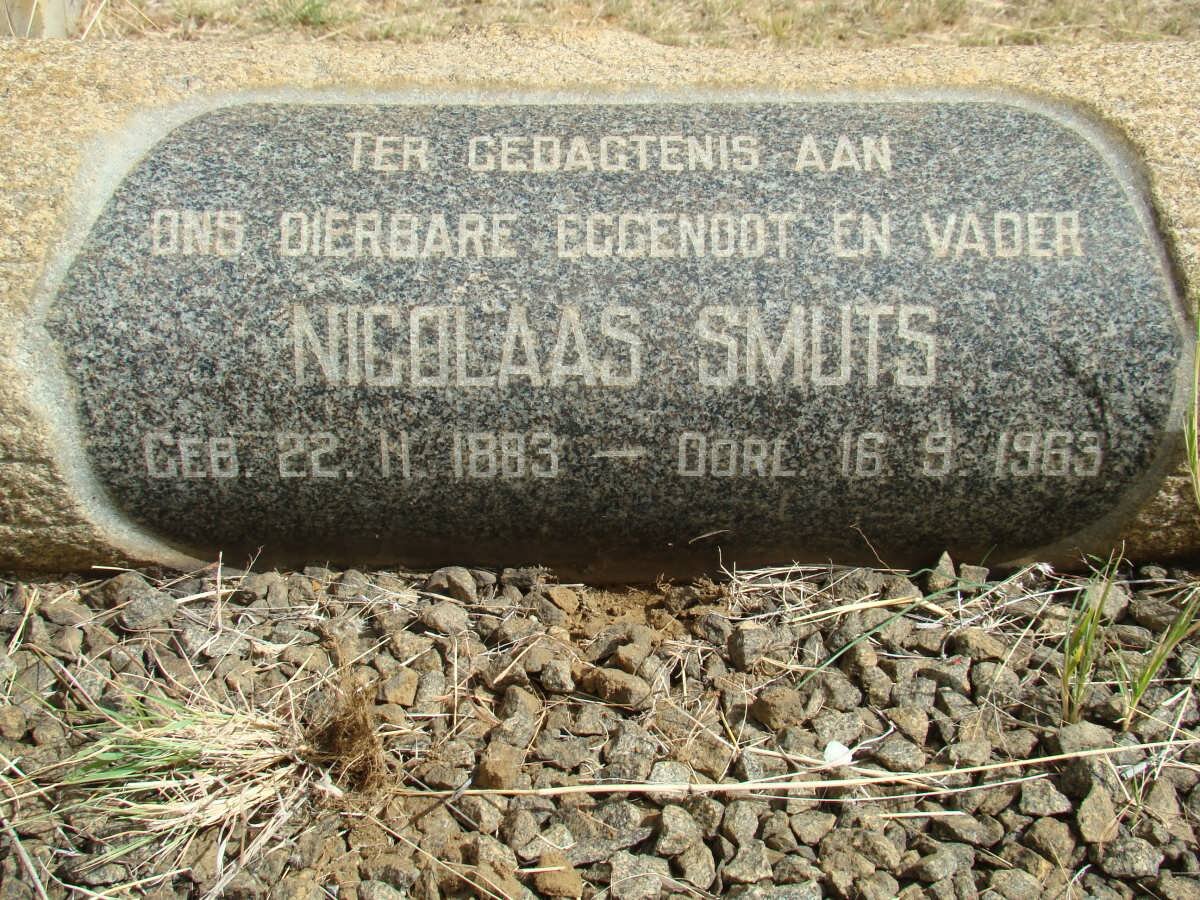 TER GEDAGTENIS AAN
ONS DIERBARE EGGENOOT EN VADER
NICOLAAS SMUTS
GEB. 22. 11. 1883 — OORL. 16. 9. 1963